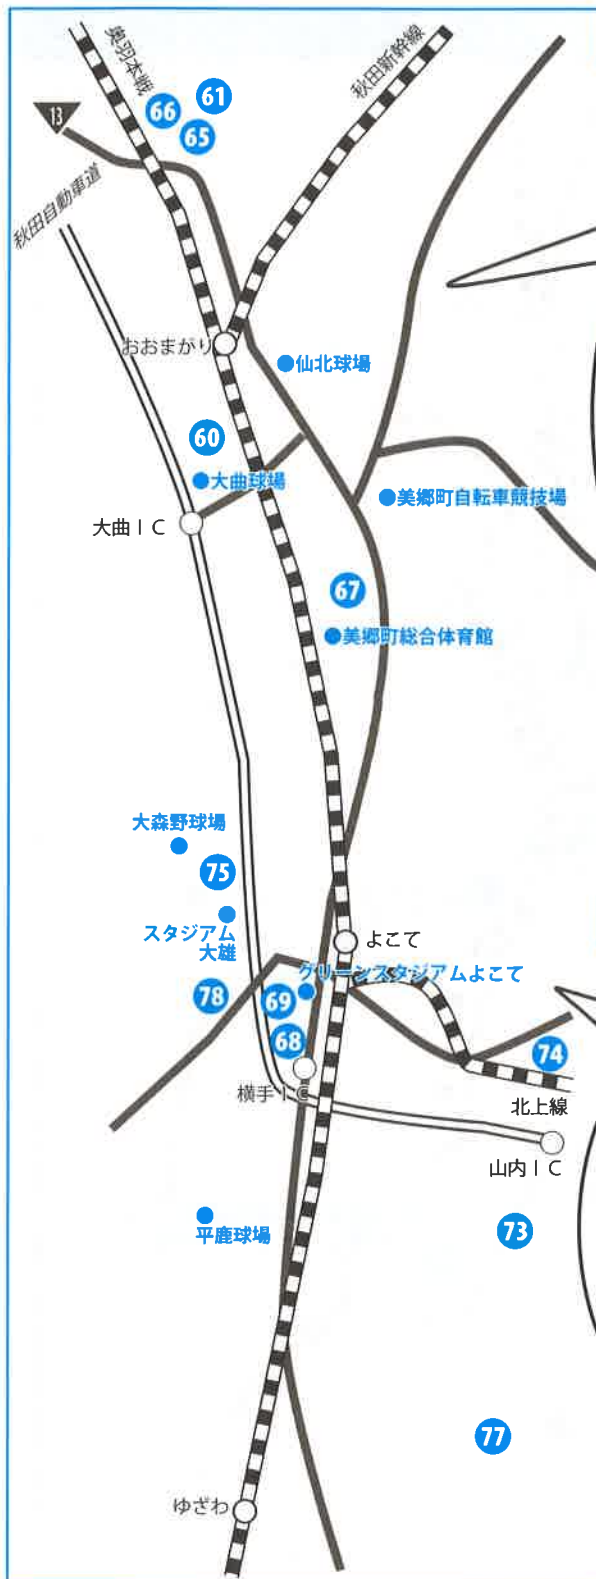 奥羽本戦
秋田新幹線
61
66
65
13
秋田自動車道
おおまがり
仙北球場
60
大曲球場
美郷町自転車競技場
大曲ＩＣ
67
美郷町総合体育館
大森野球場
75
スタジアム
大雄
よこて
グリーンスタジアムよこて
78
69
68
74
横手ＩＣ
北上線
山内ＩＣ
平鹿球場
73
77
ゆざわ